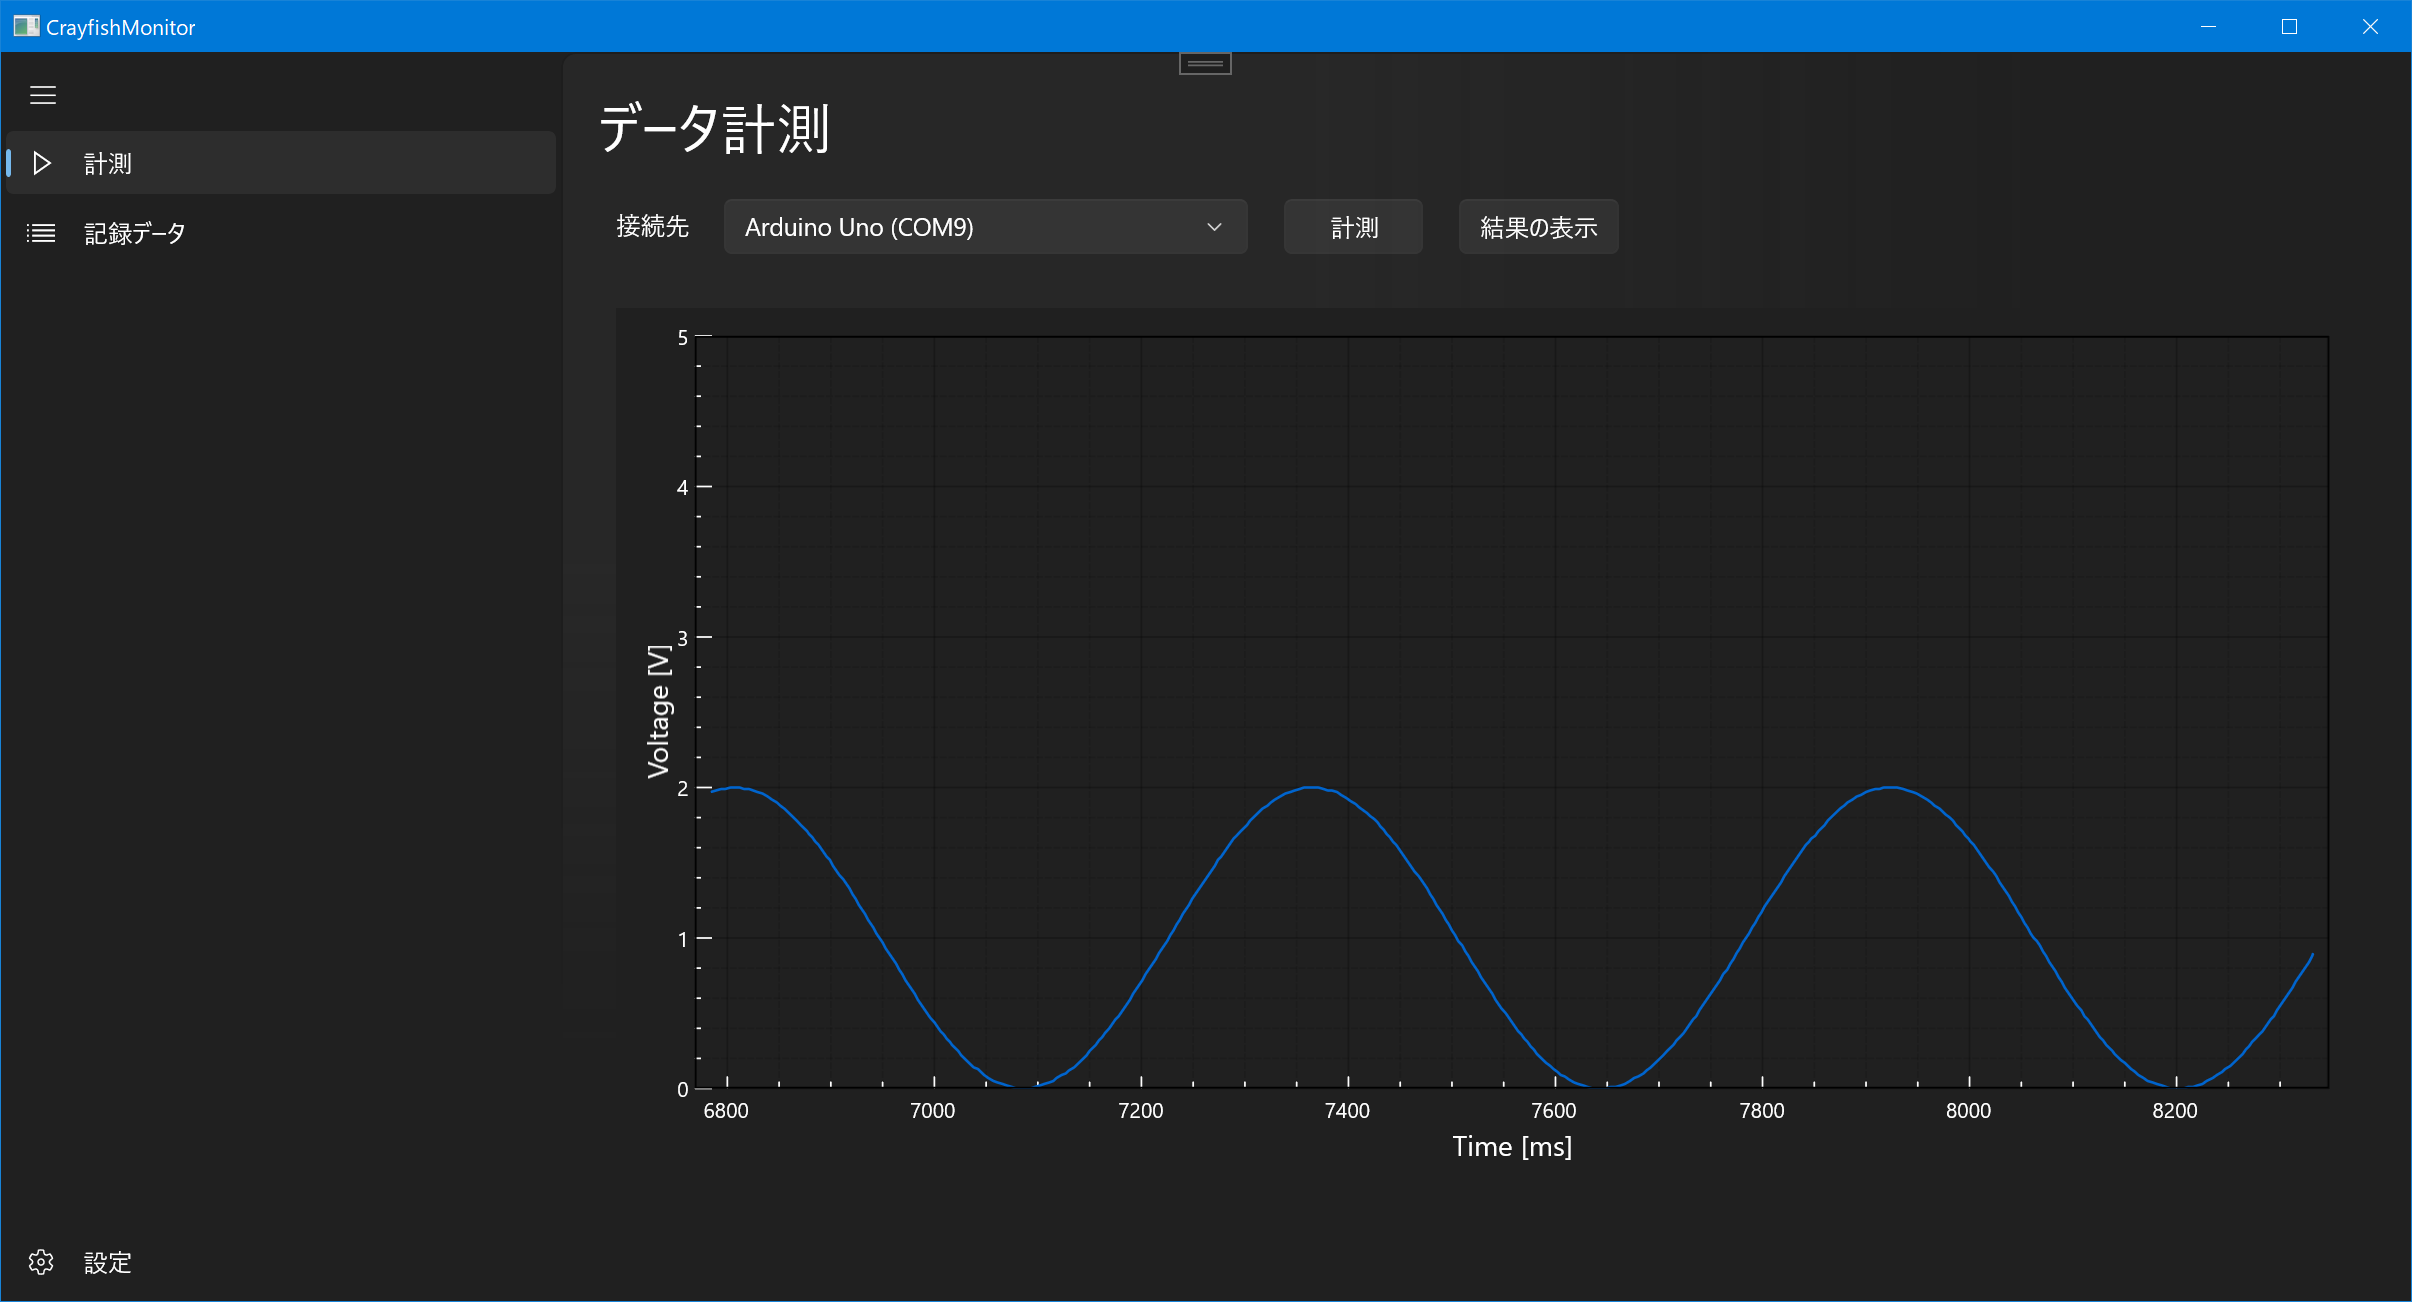 CrayfishMonitor
計測
記録データ
設定
データ計測
接続先
Arduino Uno (COM9)
計測
結果の表示
5
4
3
2
1
0
Voltage [V]
6800 7000 7200 7400 7600 7800 8000 8200
Time [ms]